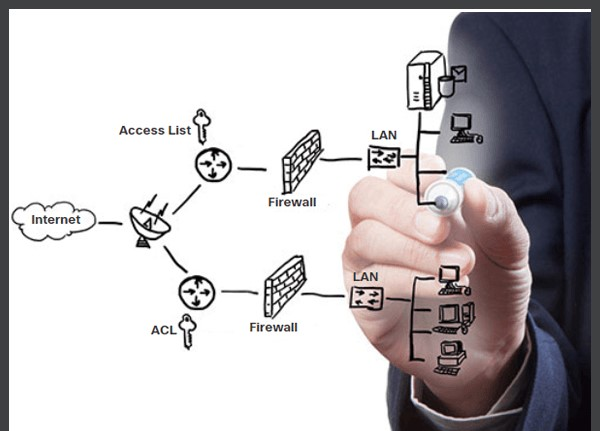 Access List
LAN
Firewall
Internet
LAN
ACL
Firewall